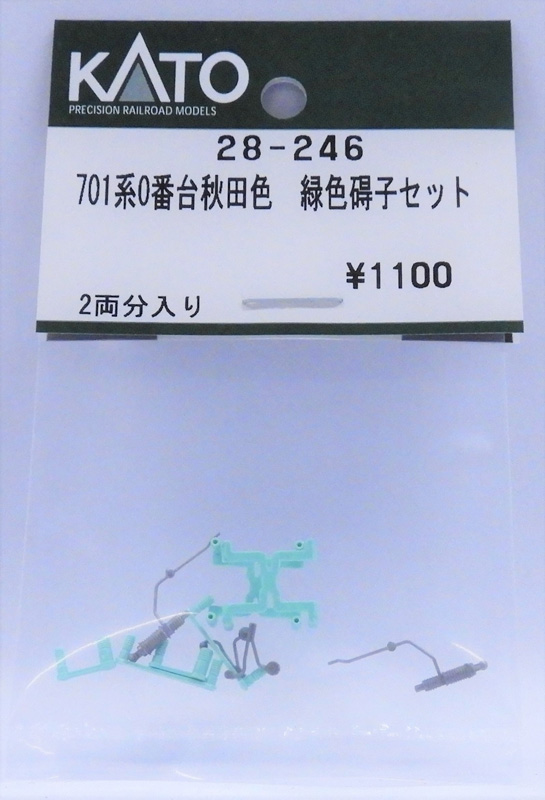 KATO
PRECISION RAILROAD MODELS
28-246
701系0番台秋田色 緑色碍子セット
¥1100
2両分入り